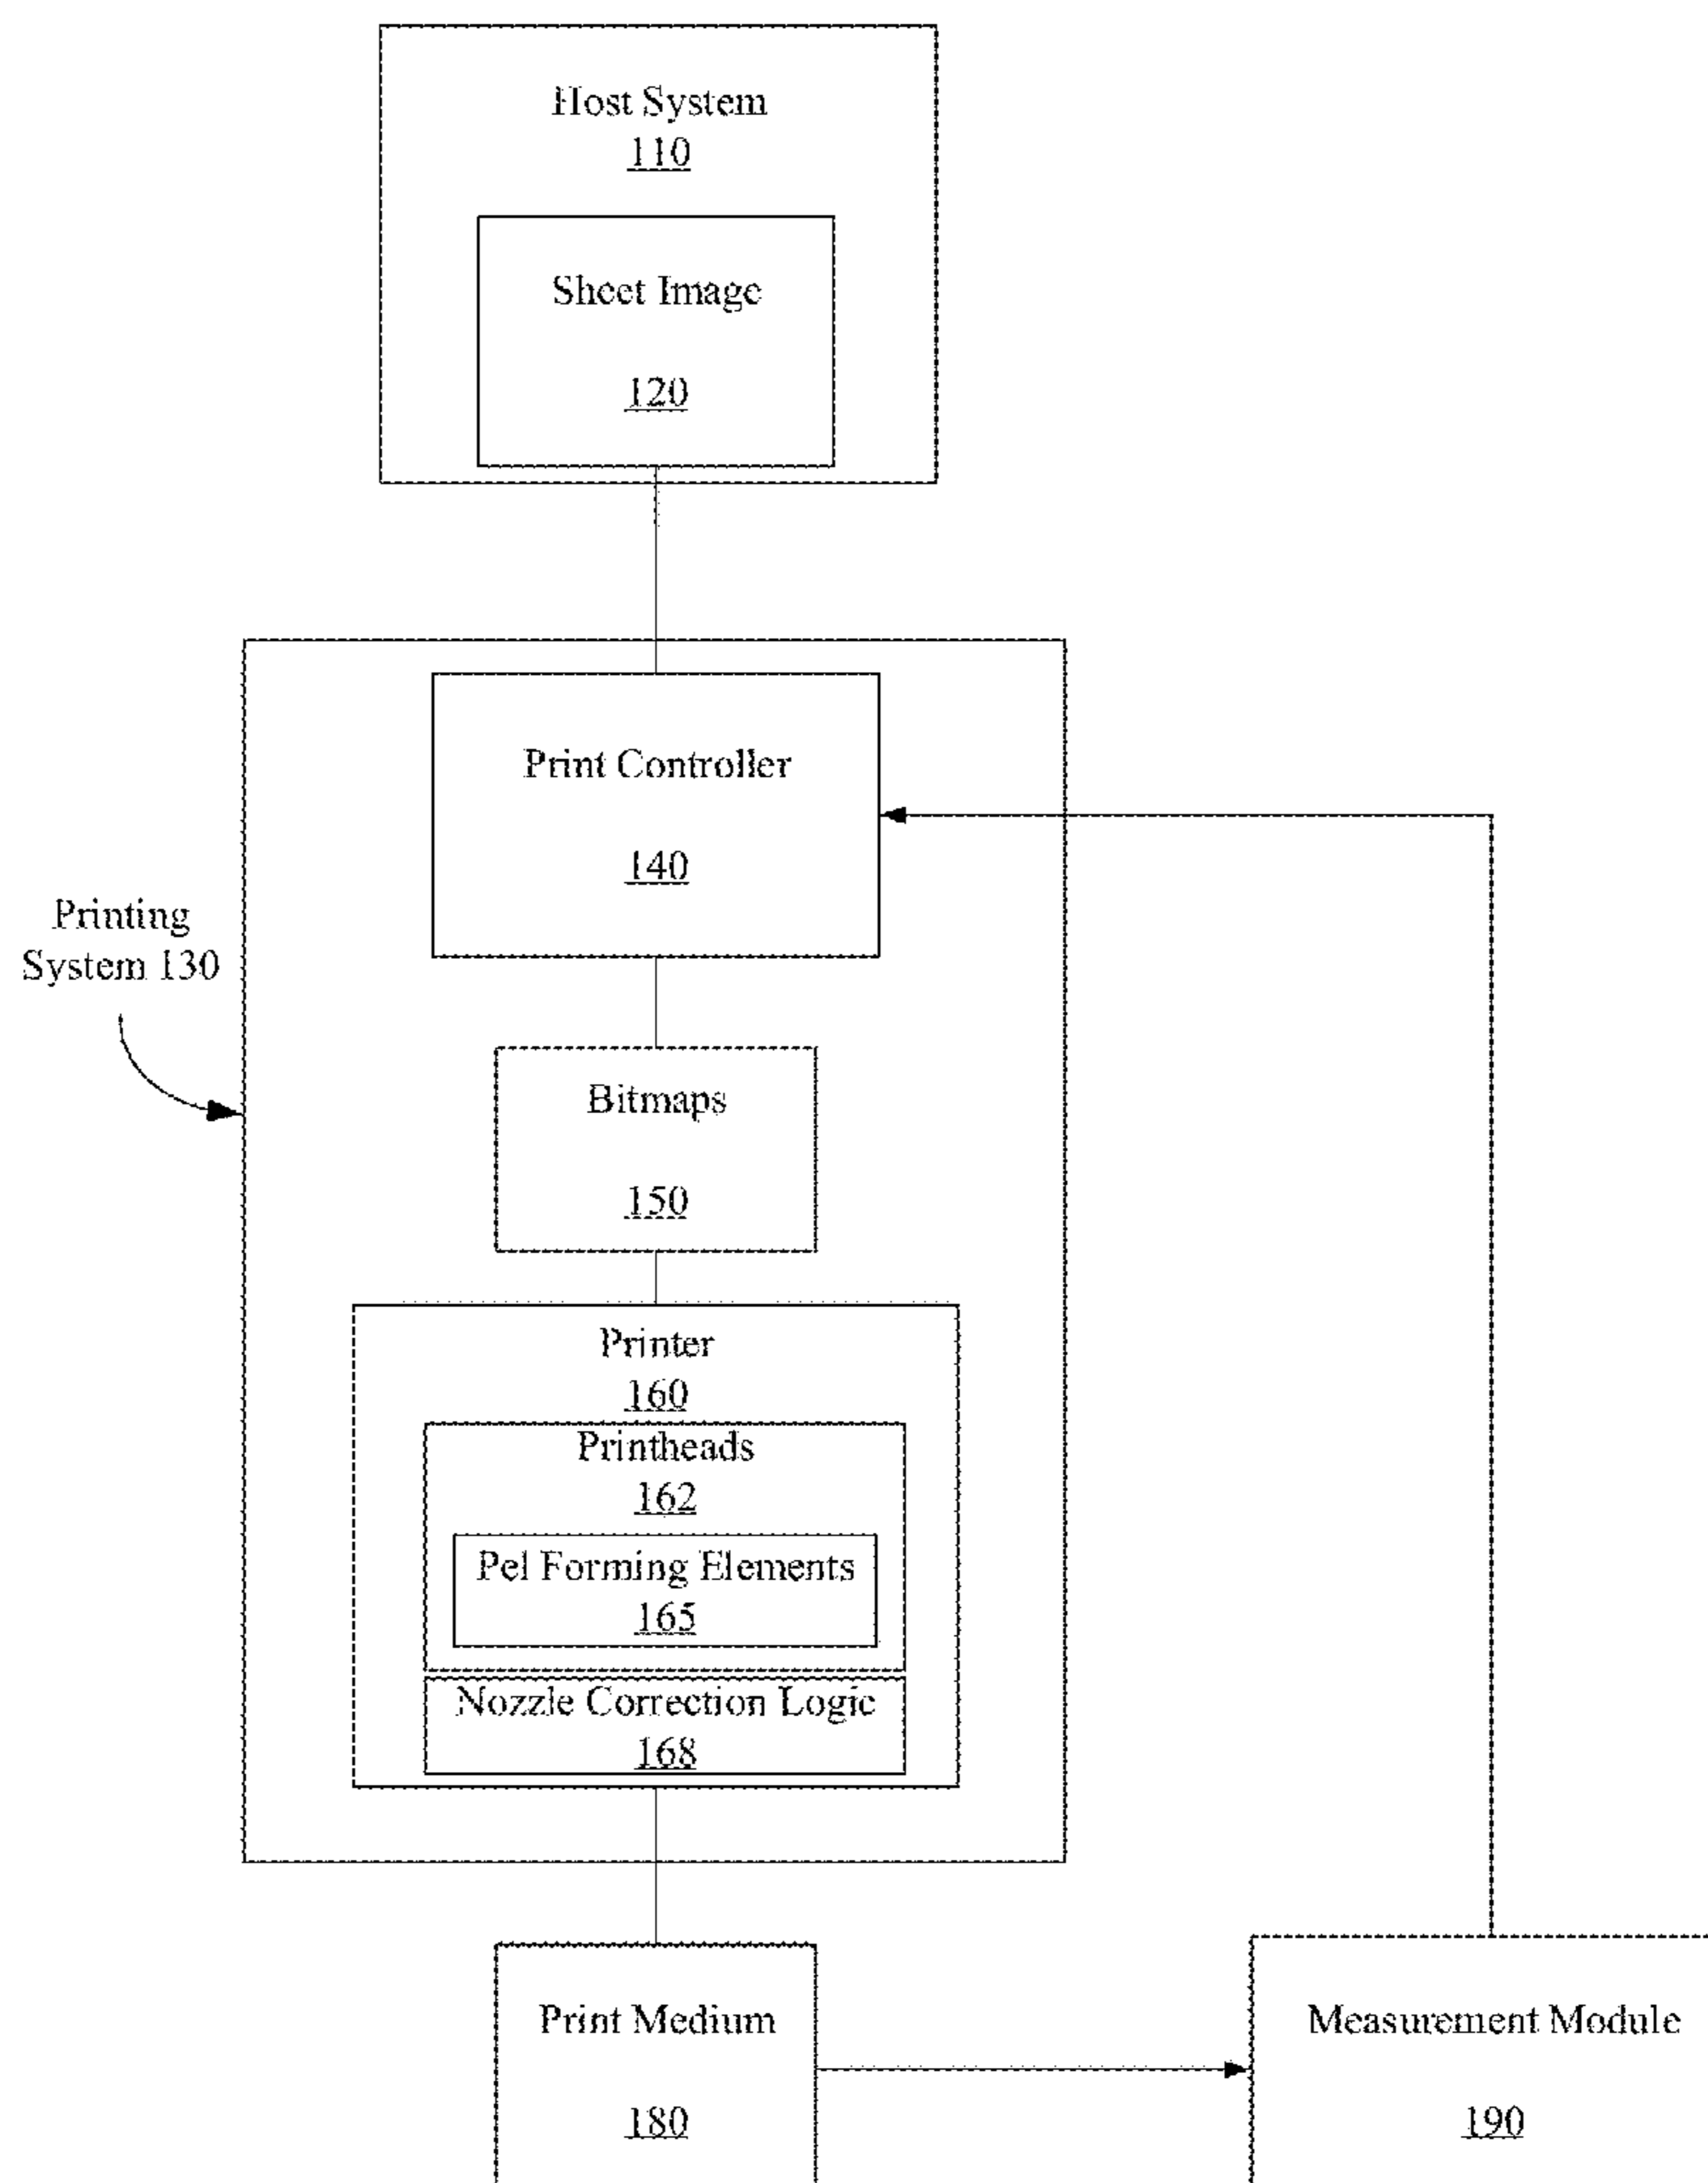 Host System
110
Sheet Image
120
Print Controller
140
Printing
System 130
Bitmaps
150
Printer
160
Printheads
162
Pel Forming Elements
165
Nozzle Correction Logic
168
Print Medium
180
Measurement Module
190